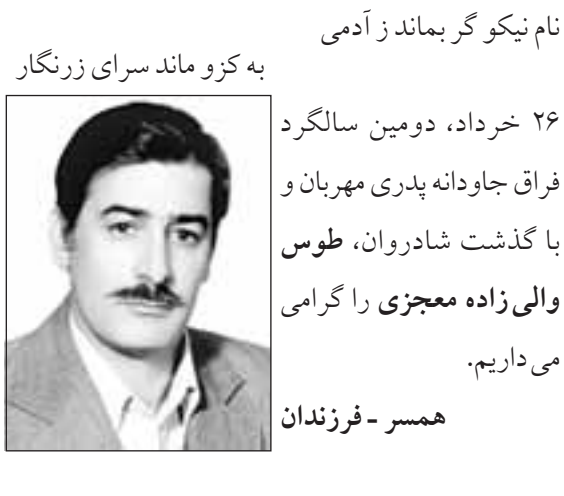 نام نیکو گر بماند ز آدمی
به کزو ماند سرای زرنگار
۲۶ خرداد، دومین سالگرد
فراق جاودانه پدری مهربان و
با گذشت شادروان، طوس
والی‌زاده معجزی را گرامی
می‌داریم.
همسر ـ فرزندان